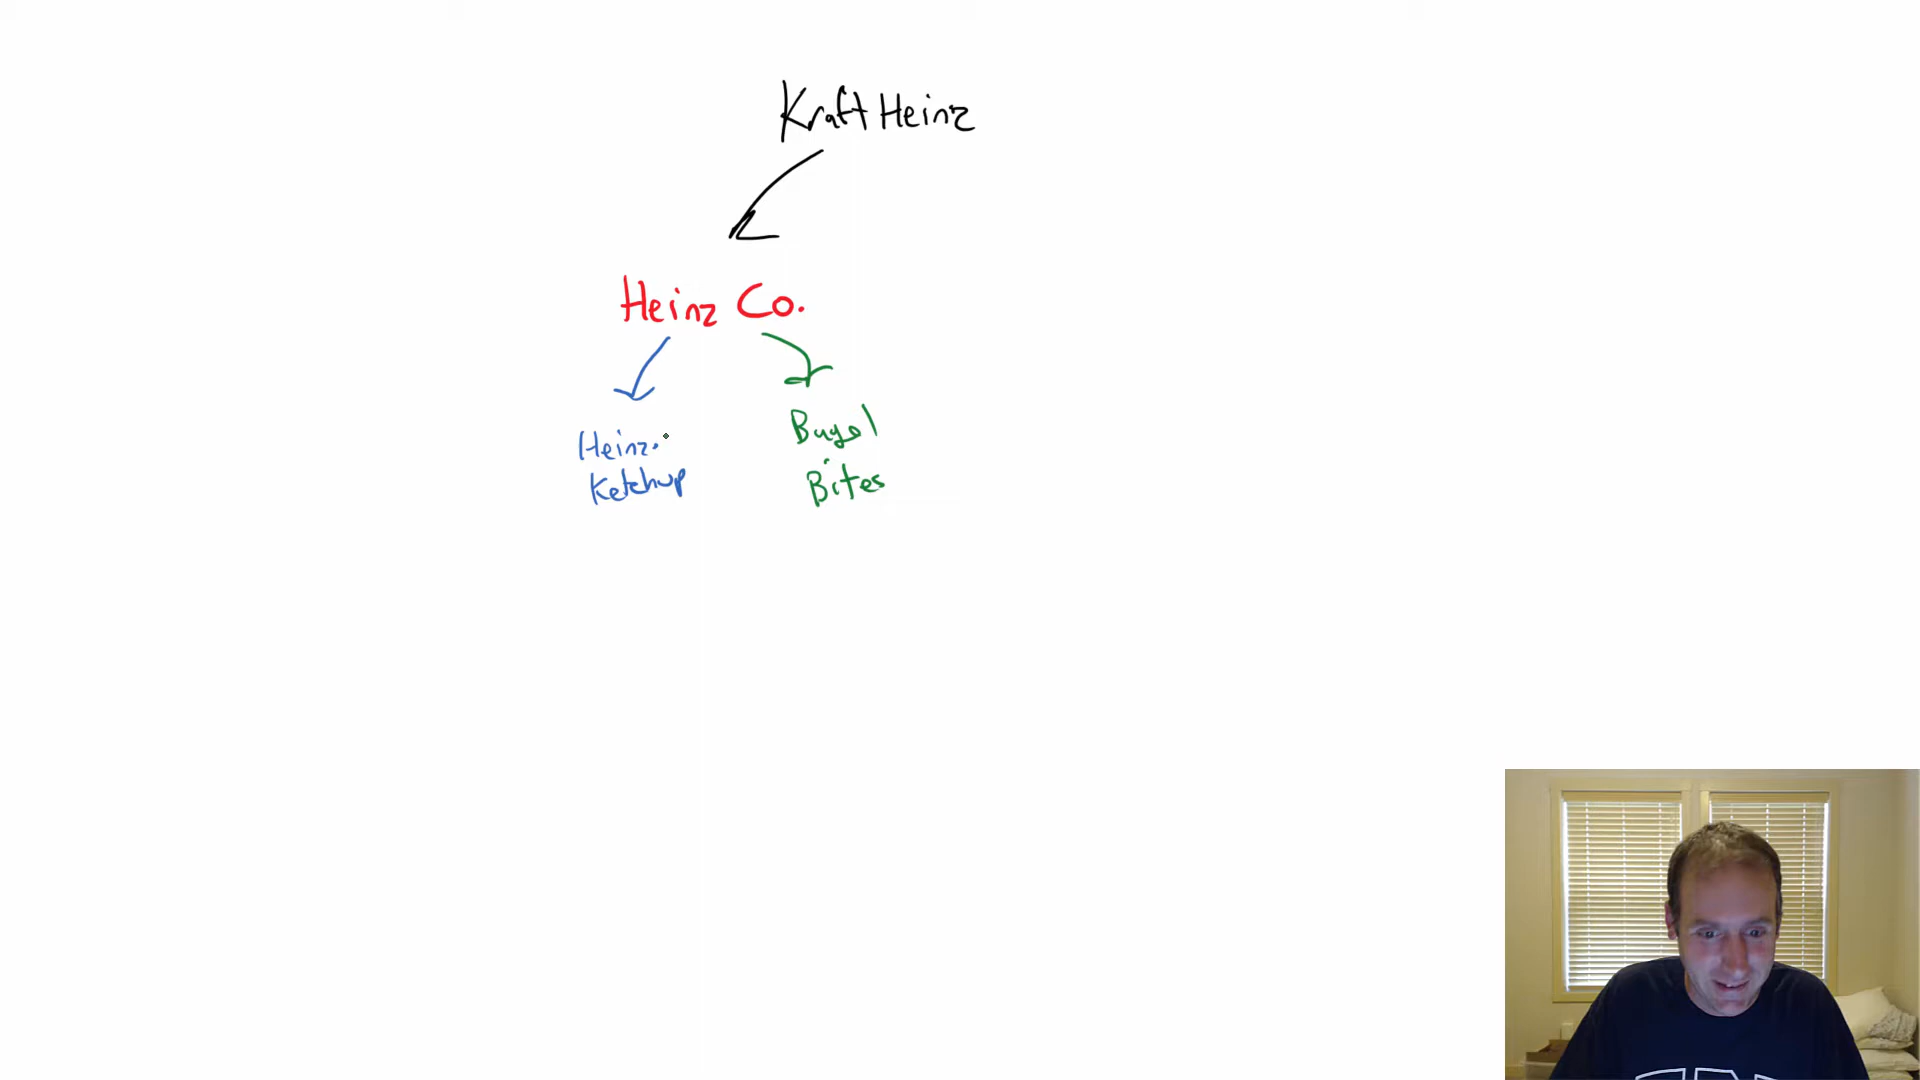 Kraft Heinz
Heinz Co.
Heinz
Ketchup
Bagel
Bites